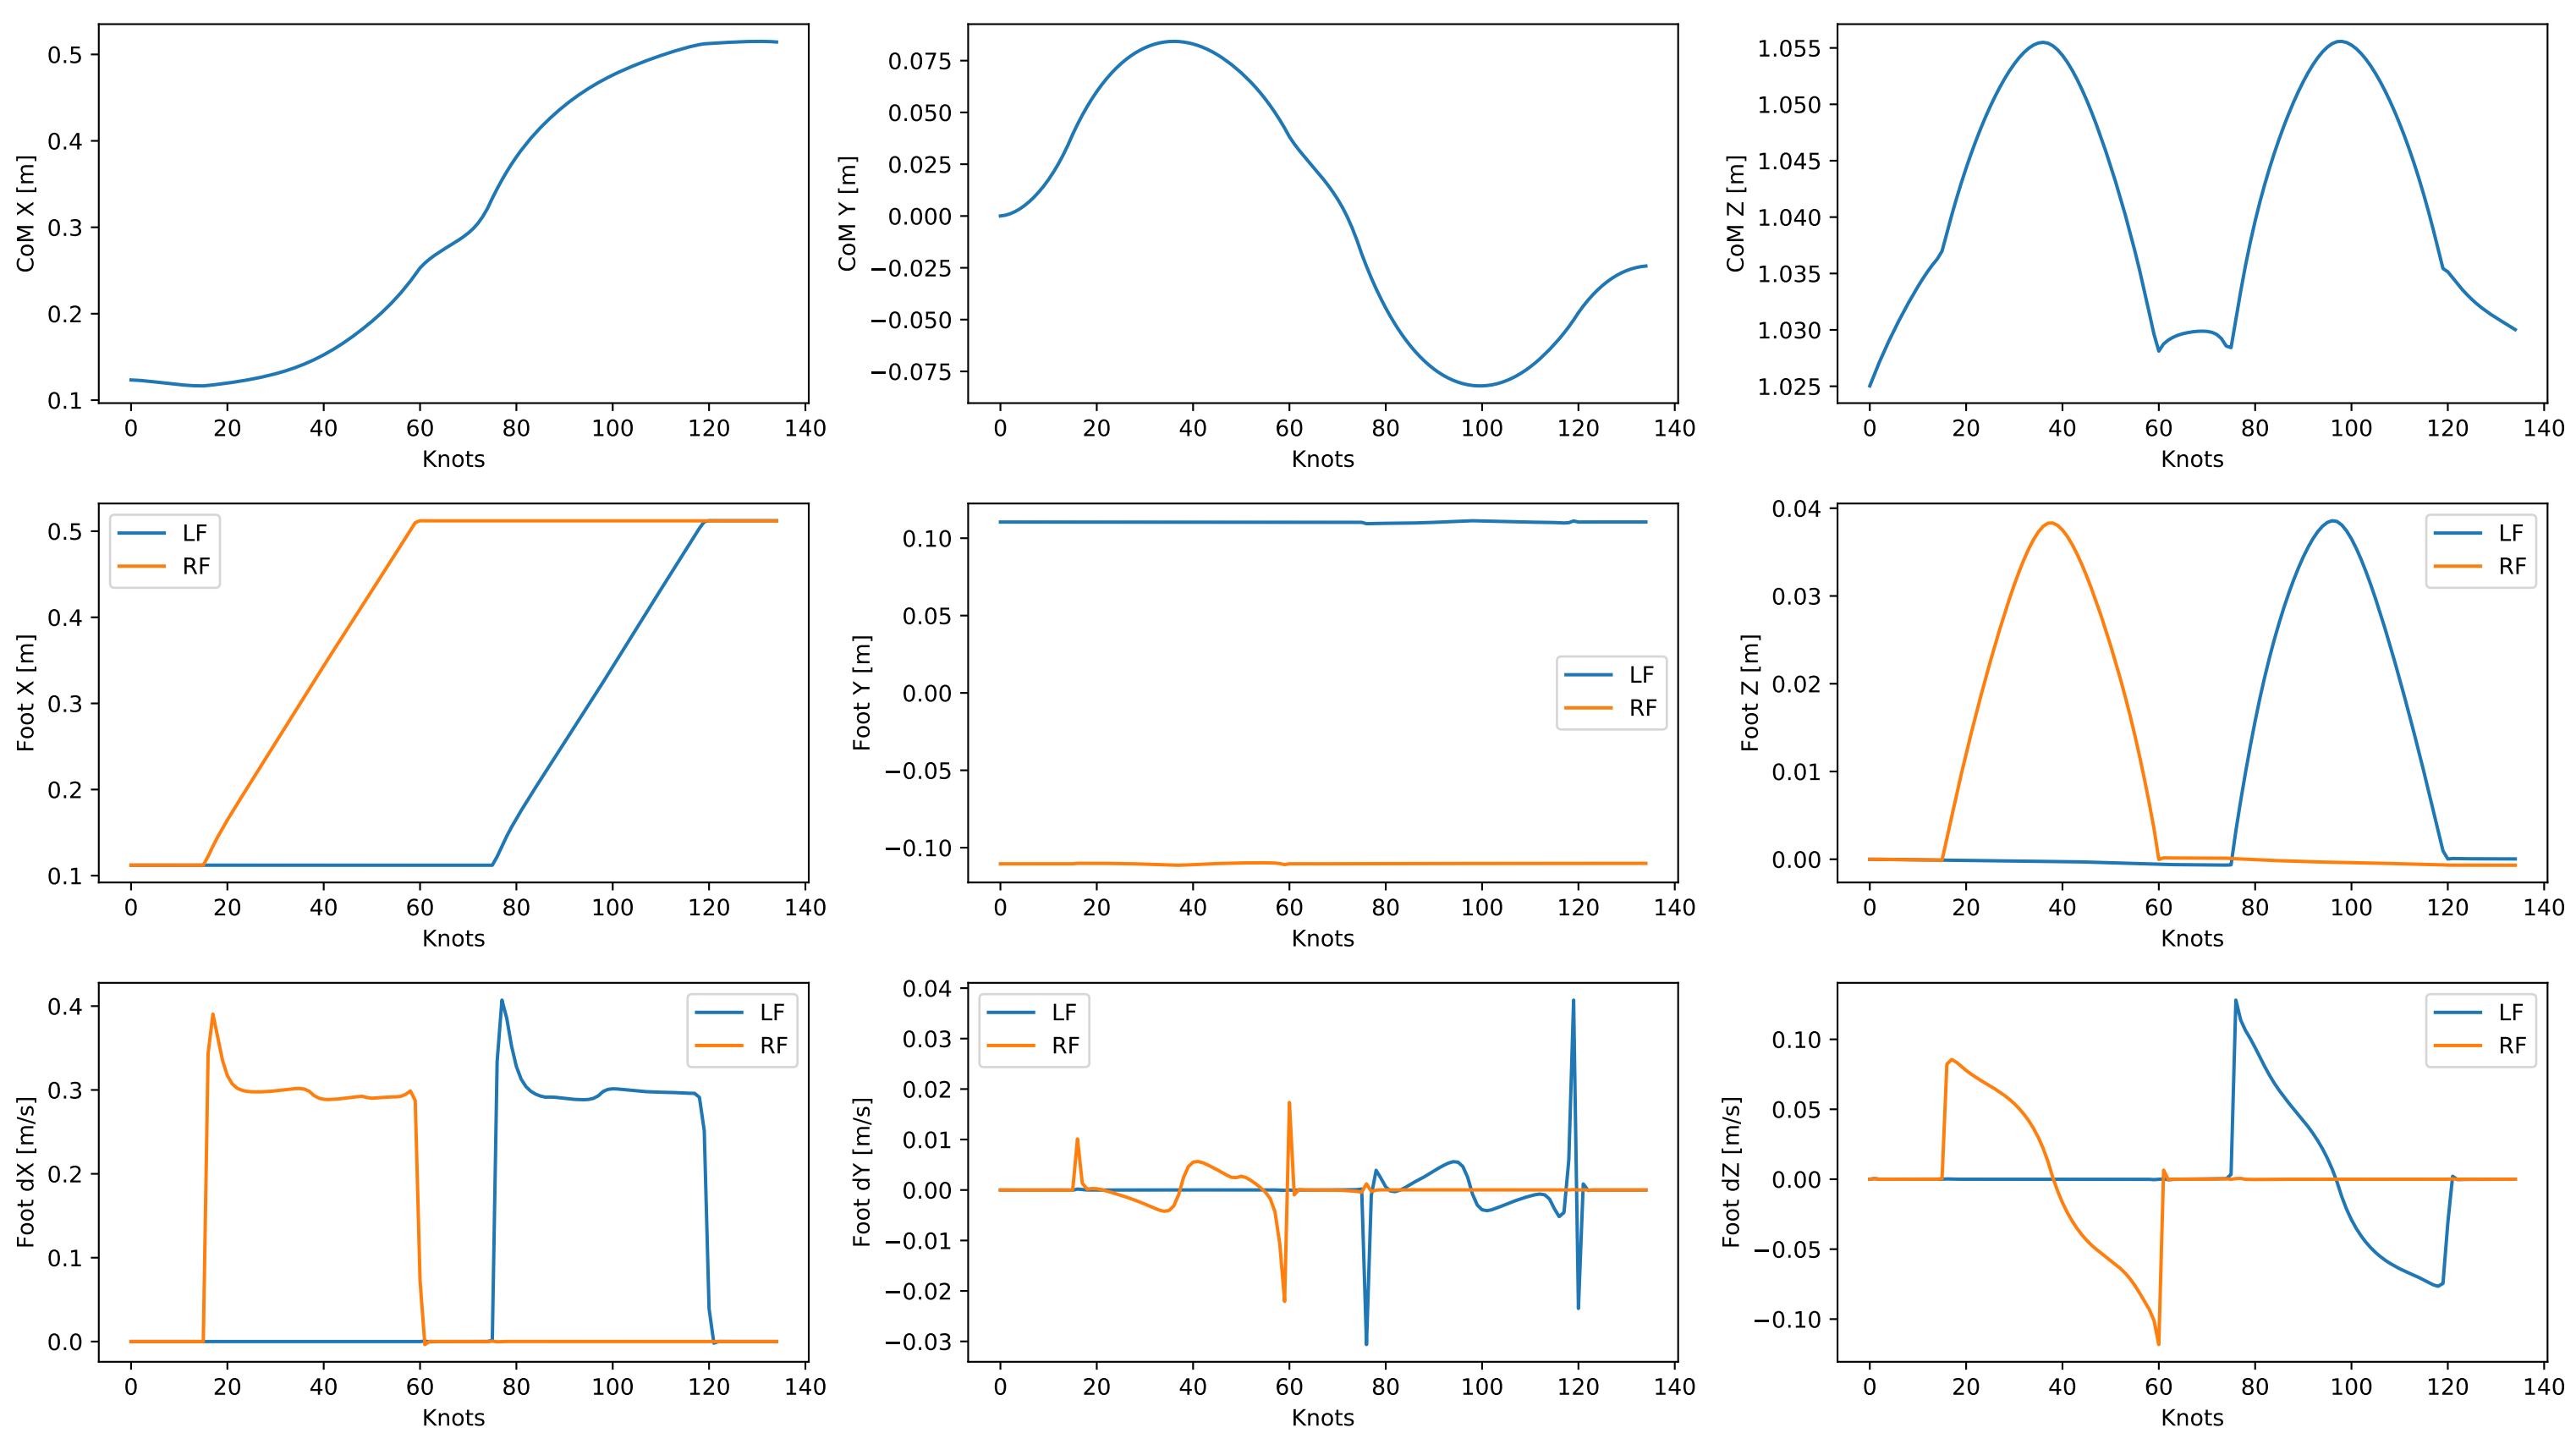 CoM X [m]
0.5
0.4
0.3
0.2
0.1
0 20 40 60 80 100 120 140
Knots
CoM Y [m]
0.075
0.050
0.025
0.000
−0.025
−0.050
−0.075
0 20 40 60 80 100 120 140
Knots
CoM Z [m]
1.055
1.050
1.045
1.040
1.035
1.030
1.025
0 20 40 60 80 100 120 140
Knots
Foot X [m]
0.5
0.4
0.3
0.2
0.1
LF
RF
0 20 40 60 80 100 120 140
Knots
Foot Y [m]
0.10
0.05
0.00
−0.05
−0.10
LF
RF
0 20 40 60 80 100 120 140
Knots
Foot Z [m]
0.04
0.03
0.02
0.01
0.00
LF
RF
0 20 40 60 80 100 120 140
Knots
Foot dX [m/s]
0.4
0.3
0.2
0.1
0.0
LF
RF
0 20 40 60 80 100 120 140
Knots
Foot dY [m/s]
0.04
0.03
0.02
0.01
0.00
−0.01
−0.02
−0.03
LF
RF
0 20 40 60 80 100 120 140
Knots
Foot dZ [m/s]
0.10
0.05
0.00
−0.05
−0.10
LF
RF
0 20 40 60 80 100 120 140
Knots